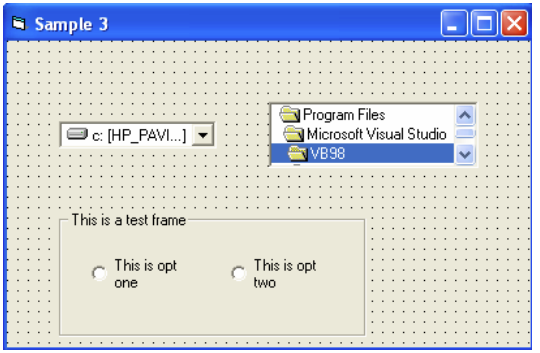 Sample 3
c: [HP_PAVI...]
Program Files
Microsoft Visual Studio
VB98
This is a test frame
This is opt
one
This is opt
two